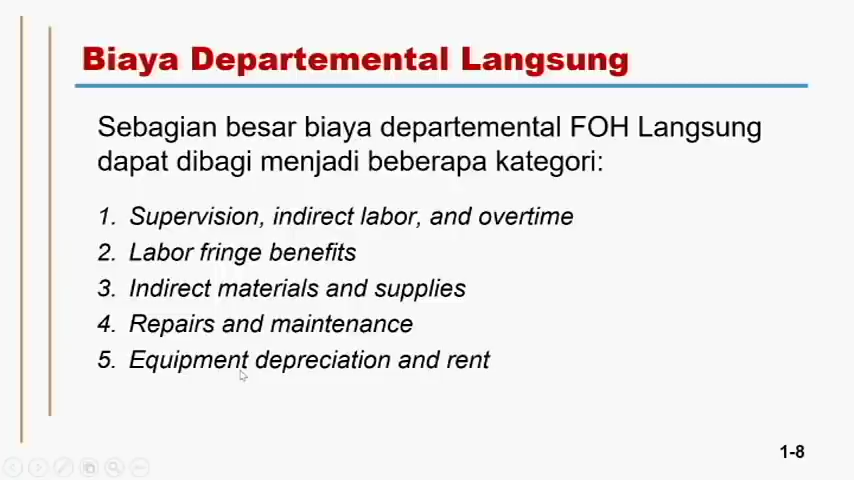 Biaya Departemental Langsung
Sebagian besar biaya departemental FOH Langsung
dapat dibagi menjadi beberapa kategori:
1. Supervision, indirect labor, and overtime
2. Labor fringe benefits
3. Indirect materials and supplies
4. Repairs and maintenance
5. Equipment depreciation and rent
1-8